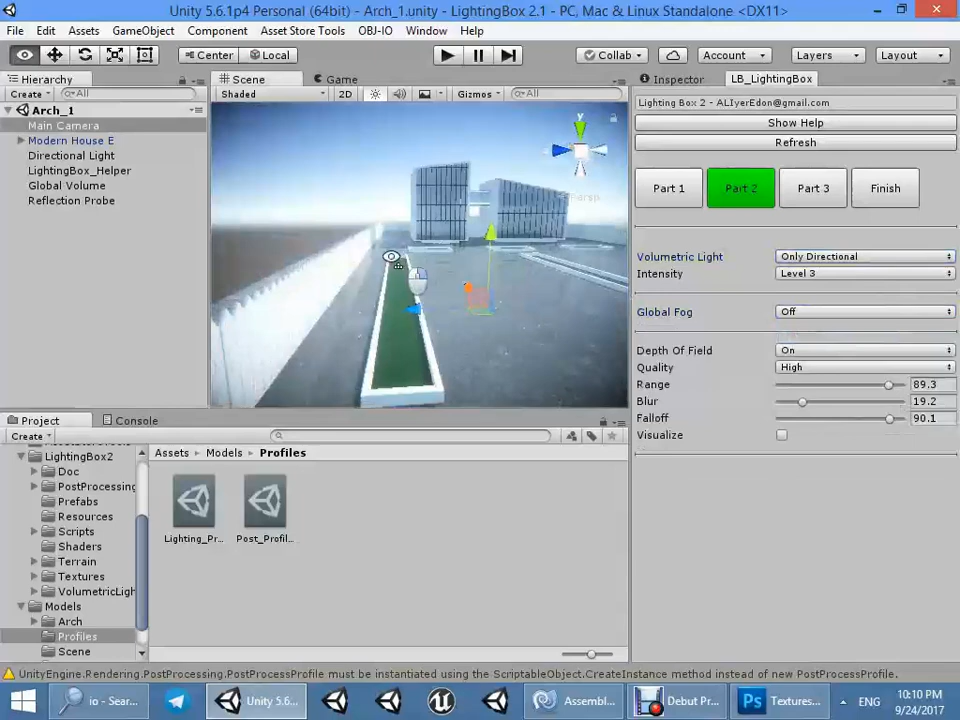 Unity 5.6.1p4 Personal (64bit) - Arch_1.unity - LightingBox 2.1 - PC, Mac & Linux Standalone <DX11>
File Edit Assets GameObject Component Asset Store Tools OBJ-IO Window Help
Center Local Collab Account Layers Layout
Hierarchy
Create All
Arch_1
Main Camera
Modern House E
Directional Light
LightingBox_Helper
Global Volume
Reflection Probe
Scene Game
Shaded 2D Gizmos All
y
Persp
Inspector LB_LightingBox
Lighting Box 2 - ALIyerEdon@gmail.com
Show Help
Refresh
Part 1 Part 2 Part 3 Finish
Volumetric Light Only Directional
Intensity Level 3
Global Fog Off
Depth Of Field On
Quality High
Range 89.3
Blur 19.2
Falloff 90.1
Visualize
Project Console
Create
LightingBox2
Doc
PostProcessing
Prefabs
Resources
Scripts
Shaders
Terrain
Textures
VolumetricLigh
Models
Arch
Profiles
Scene
Assets Models Profiles
Lighting_Pr... Post_Profil...
UnityEngine.Rendering.PostProcessing.PostProcessProfile must be instantiated using the ScriptableObject.CreateInstance method instead of new PostProcessProfile.
io - Sear... Unity 5.6... Assembl... Debut Pr... Textures... ENG
10:10 PM
9/24/2017